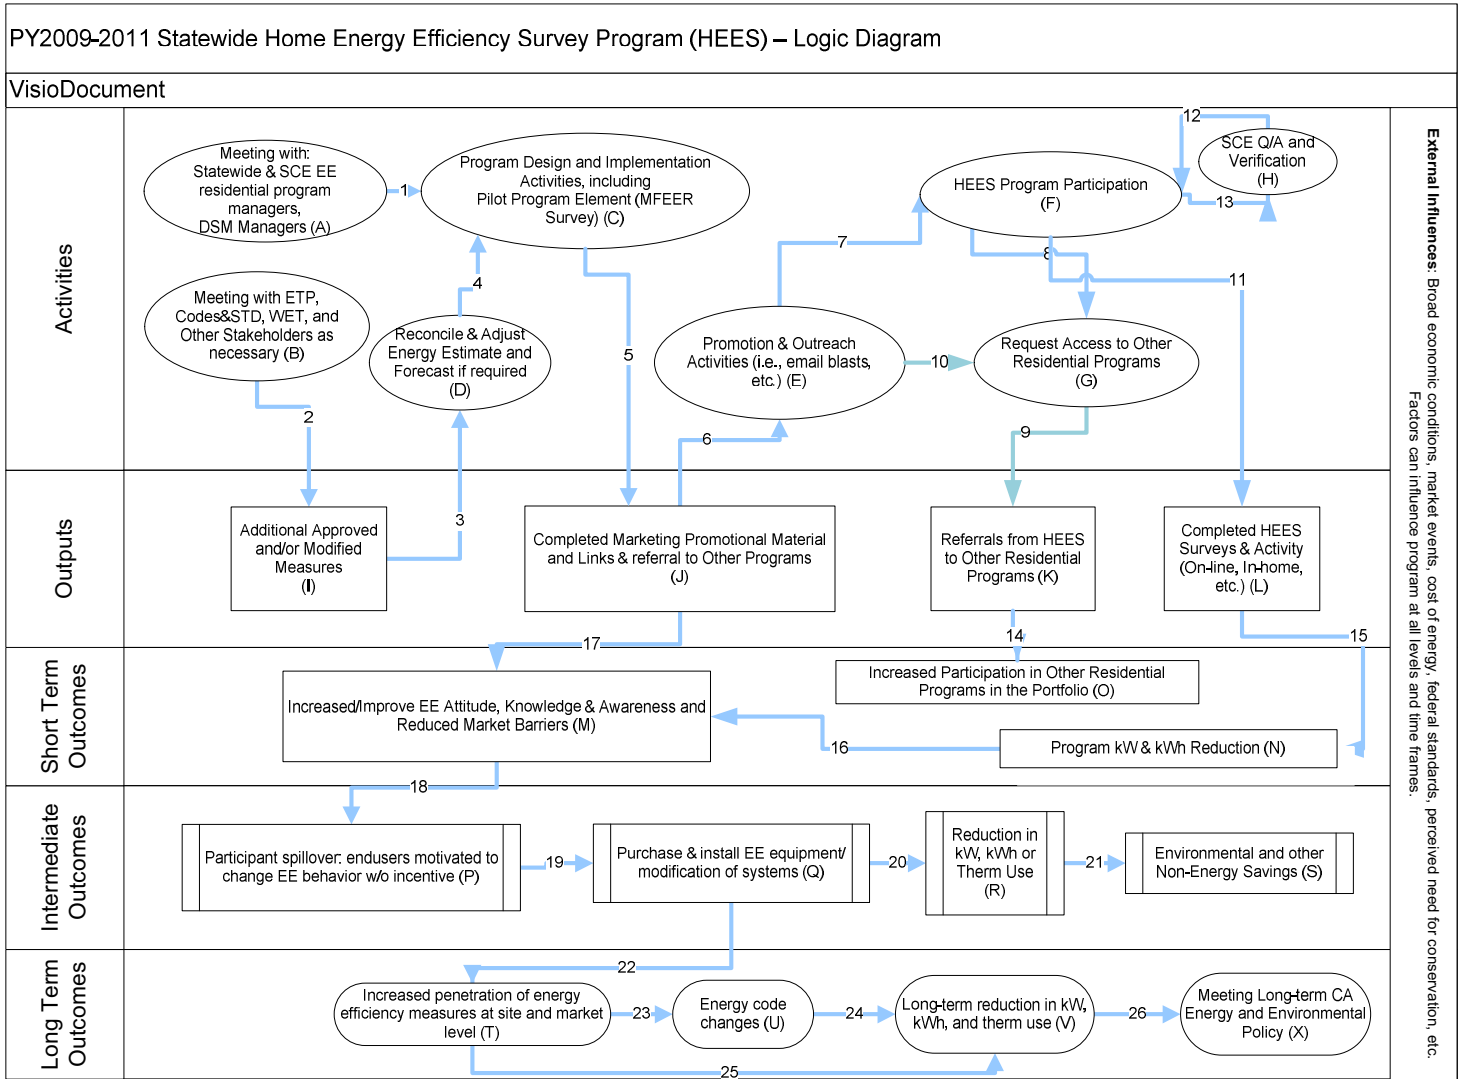 PY2009-2011 Statewide Home Energy Efficiency Survey Program (HEES) – Logic Diagram
VisioDocument
Activities
Meeting with:
Statewide & SCE EE
residential program
managers,
DSM Managers (A)
1
Program Design and Implementation
Activities, including
Pilot Program Element (MFEER
Survey) (C)
HEES Program Participation
(F)
12
SCE Q/A and
Verification
(H)
13
Meeting with ETP,
Codes&STD, WET, and
Other Stakeholders as
necessary (B)
2
4
Reconcile & Adjust
Energy Estimate and
Forecast if required
(D)
3
5
7
8
11
Promotion & Outreach
Activities (i.e., email blasts,
etc.) (E)
10
Request Access to Other
Residential Programs
(G)
6
9
Outputs
Additional Approved
and/or Modified
Measures
(I)
Completed Marketing Promotional Material
and Links & referral to Other Programs
(J)
Referrals from HEES
to Other Residential
Programs (K)
Completed HEES
Surveys & Activity
(On-line, In-home,
etc.) (L)
17
14
15
Short Term
Outcomes
Increased/Improve EE Attitude, Knowledge & Awareness and
Reduced Market Barriers (M)
Increased Participation in Other Residential
Programs in the Portfolio (O)
16
Program kW & kWh Reduction (N)
18
Intermediate
Outcomes
Participant spillover: endusers motivated to
change EE behavior w/o incentive (P)
19
Purchase & install EE equipment/
modification of systems (Q)
20
Reduction in
kW, kWh or
Therm Use
(R)
21
Environmental and other
Non-Energy Savings (S)
22
Long Term
Outcomes
Increased penetration of energy
efficiency measures at site and market
level (T)
23
Energy code
changes (U)
24
Long-term reduction in kW,
kWh, and therm use (V)
26
Meeting Long-term CA
Energy and Environmental
Policy (X)
25
External Influences: Broad economic conditions, market events, cost of energy, federal standards, perceived need for conservation, etc.
Factors can influence program at all levels and time frames.